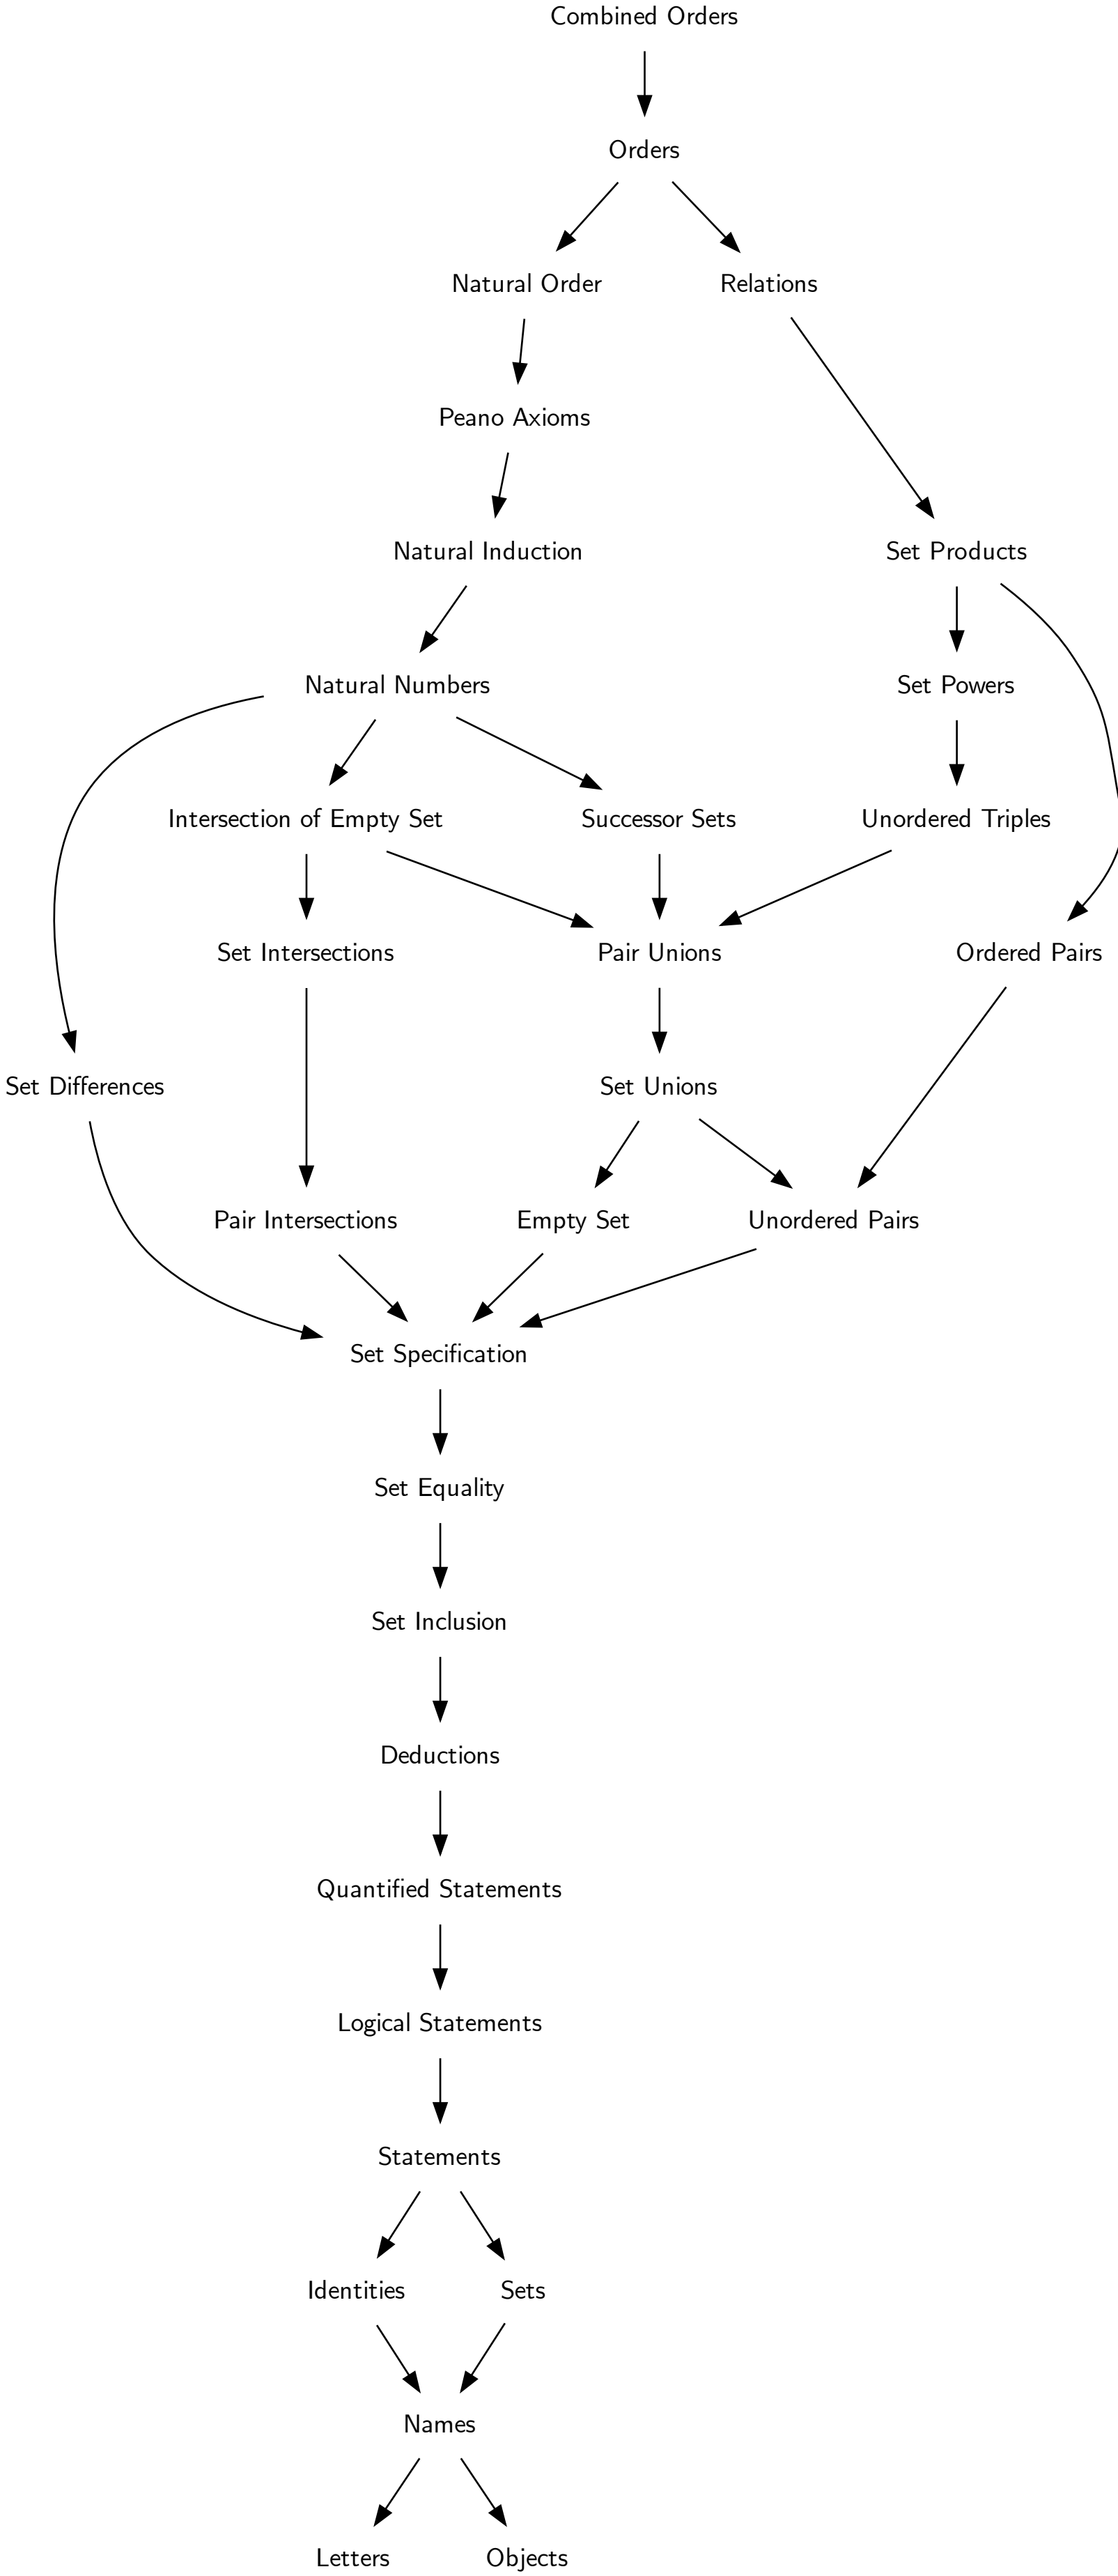 Combined Orders
Orders
Natural Order
Relations
Peano Axioms
Natural Induction
Set Products
Natural Numbers
Set Powers
Intersection of Empty Set
Successor Sets
Unordered Triples
Set Intersections
Pair Unions
Ordered Pairs
Set Differences
Set Unions
Pair Intersections
Empty Set
Unordered Pairs
Set Specification
Set Equality
Set Inclusion
Deductions
Quantified Statements
Logical Statements
Statements
Identities
Sets
Names
Letters
Objects